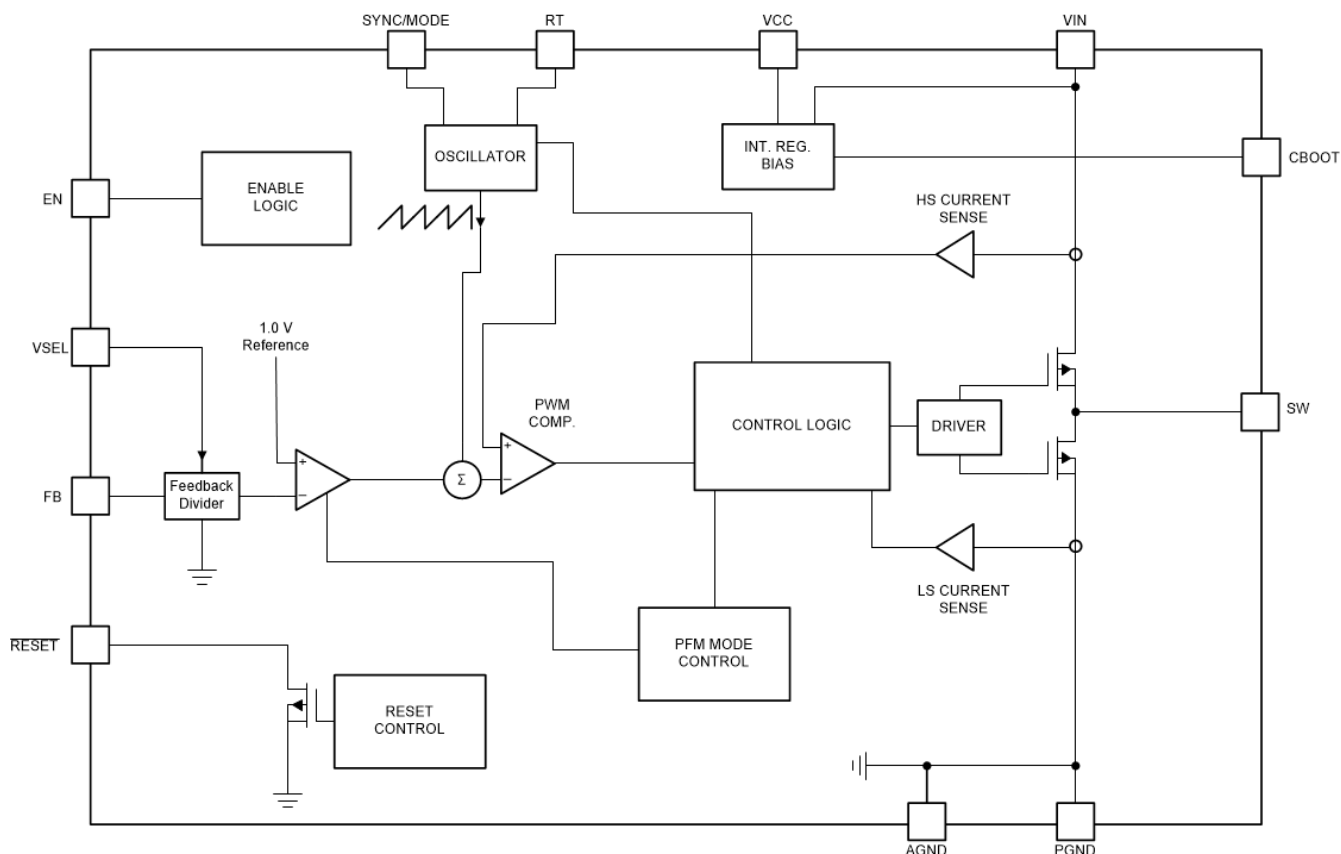 SYNC/MODE
RT
VCC
VIN
OSCILLATOR
INT. REG.
BIAS
CBOOT
EN
ENABLE
LOGIC
HS CURRENT
SENSE
1.0 V
Reference
VSEL
PWM
COMP.
CONTROL LOGIC
DRIVER
SW
+
+
Σ
−
−
FB
Feedback
Divider
LS CURRENT
SENSE
RESET
PFM MODE
CONTROL
RESET
CONTROL
AGND
PGND